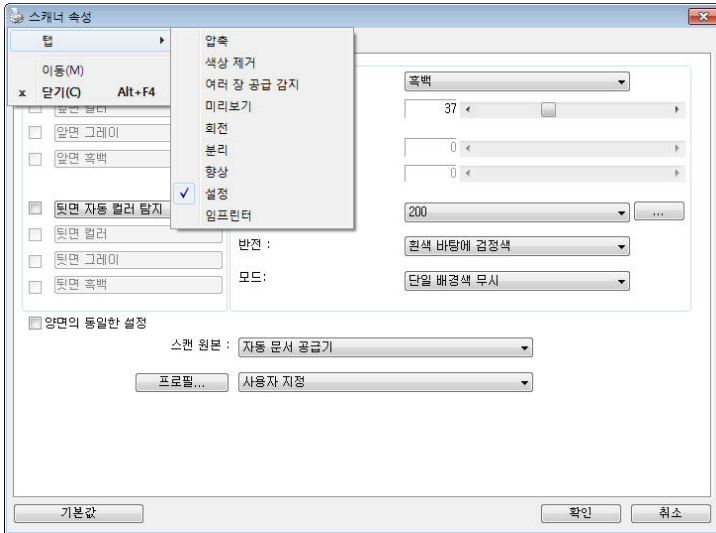 스캐너 속성
탭
이동(M)
x 닫기(C) Alt+F4
압축
색상 제거
여러 장 공급 감지
미리보기
회전
분리
향상
설정
임프린터
앞면 컬러
앞면 그레이
앞면 흑백
뒷면 자동 컬러 탐지
뒷면 컬러
뒷면 그레이
뒷면 흑백
흑백
37
0
0
200
...
반전 :
흰색 바탕에 검정색
모드:
단일 배경색 무시
양면의 동일한 설정
스캔 원본 :
자동 문서 공급기
프로필...
사용자 지정
기본값
확인
취소